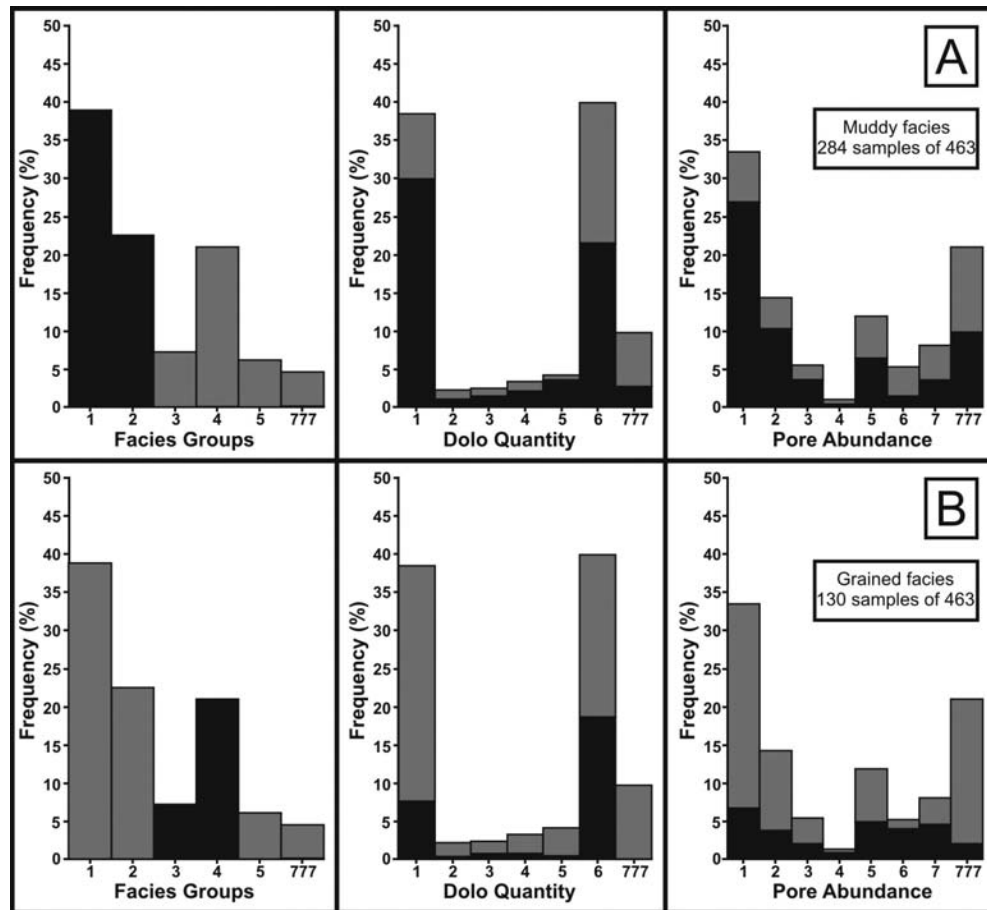 A
Muddy facies
284 samples of 463
Frequency (%)
50
45
40
35
30
25
20
15
10
5
0
1 2 3 4 5 777
Facies Groups
Frequency (%)
50
45
40
35
30
25
20
15
10
5
0
1 2 3 4 5 6 777
Dolo Quantity
Frequency (%)
50
45
40
35
30
25
20
15
10
5
0
1 2 3 4 5 6 7 777
Pore Abundance
B
Grained facies
130 samples of 463
Frequency (%)
50
45
40
35
30
25
20
15
10
5
0
1 2 3 4 5 777
Facies Groups
Frequency (%)
50
45
40
35
30
25
20
15
10
5
0
1 2 3 4 5 6 777
Dolo Quantity
Frequency (%)
50
45
40
35
30
25
20
15
10
5
0
1 2 3 4 5 6 7 777
Pore Abundance